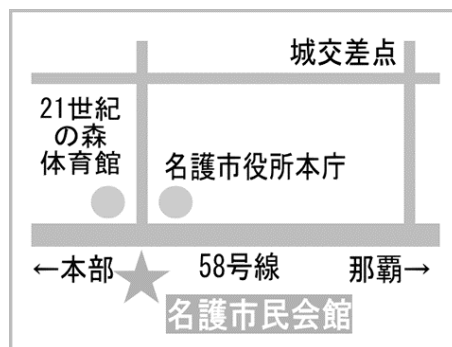 城交差点
21世紀
の森
体育館
名護市役所本庁
←本部
58号線
那覇→
名護市民会館